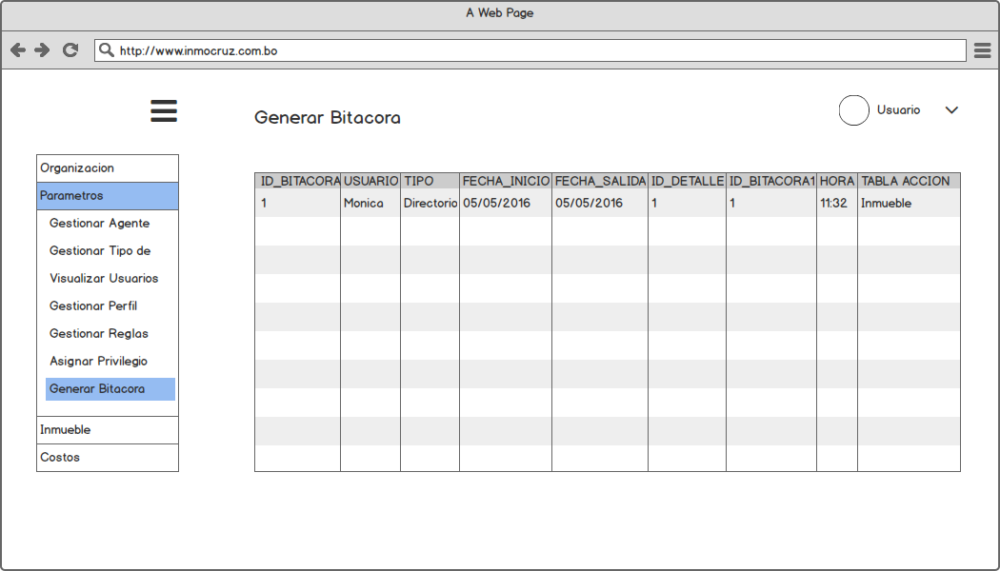 A Web Page
http://www.inmocruz.com.bo
Generar Bitacora
Usuario
Organizacion
Parametros
Gestionar Agente
Gestionar Tipo de
Visualizar Usuarios
Gestionar Perfil
Gestionar Reglas
Asignar Privilegio
Generar Bitacora
Inmueble
Costos
ID_BITACORA USUARIO TIPO FECHA_INICIO FECHA_SALIDA ID_DETALLE ID_BITACORA1 HORA TABLA ACCION
1 Monica Directorio 05/05/2016 05/05/2016 1 1 11:32 Inmueble